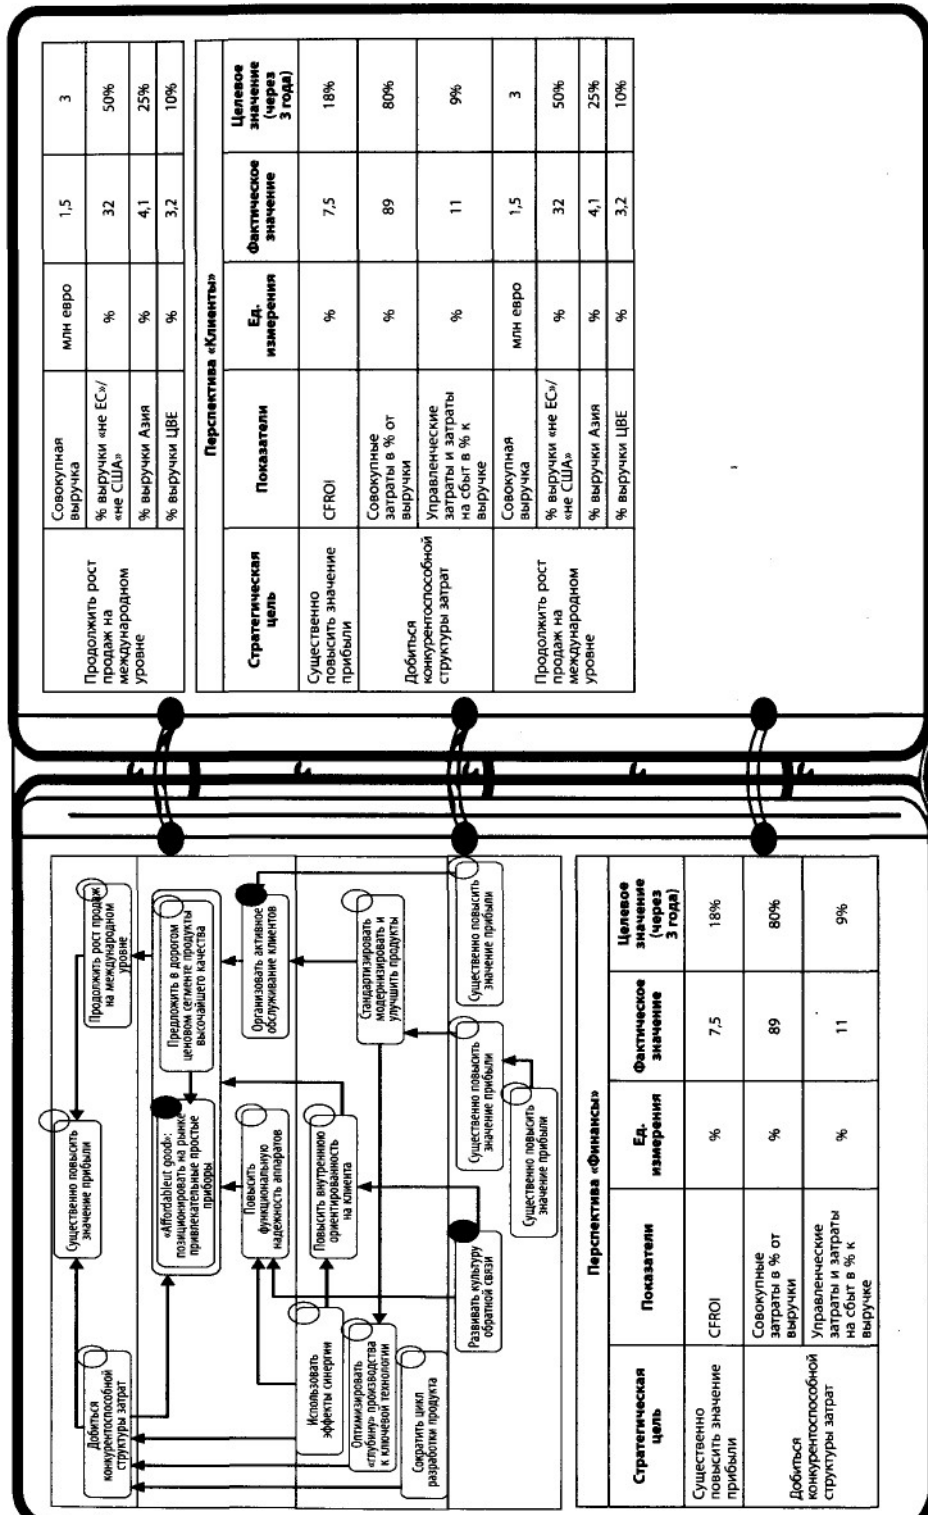 Добиться
конкурентоспособной
структуры затрат
Существенно повысить
значение прибыли
Продолжить рост продаж
на международном
уровне
«Affordableut good»:
позиционировать на рынке
привлекательные простые
приборы
Предложить в дорогом
ценовом сегменте продукты
высочайшего качества
Повысить
функциональную
надежность аппаратов
Организовать активное
обслуживание клиентов
Использовать
эффекты синергии
Повысить внутреннюю
ориентированность
на клиента
Стандартизировать
модернизировать и
улучшить продукты
Оптимизировать
«глубину» производства
к ключевой технологии
Сократить цикл
разработки продукта
Развивать культуру
обратной связи
Существенно повысить
значение прибыли
Существенно повысить
значение прибыли
Существенно повысить
значение прибыли
Перспектива «Финансы»
Стратегическая
цель
Показатели
Ед.
измерения
Фактическое
значение
Целевое
значение
(через
3 года)
Существенно
повысить значение
прибыли
CFROI
%
7,5
18%
Добиться
конкурентоспособной
структуры затрат
Совокупные
затраты в % от
выручки
%
89
80%
Управленческие
затраты и затраты
на сбыт в % к
выручке
%
11
9%
Продолжить рост
продаж на
международном
уровне
Совокупная
выручка
млн евро
1,5
3
% выручки «не ЕС»/
«не США»
%
32
50%
% выручки Азия
%
4,1
25%
% выручки ЦВЕ
%
3,2
10%
Перспектива «Клиенты»
Стратегическая
цель
Показатели
Ед.
измерения
Фактическое
значение
Целевое
значение
(через
3 года)
Существенно
повысить значение
прибыли
CFROI
%
7,5
18%
Добиться
конкурентоспособной
структуры затрат
Совокупные
затраты в % от
выручки
%
89
80%
Управленческие
затраты и затраты
на сбыт в % к
выручке
%
11
9%
Продолжить рост
продаж на
международном
уровне
Совокупная
выручка
млн евро
1,5
3
% выручки «не ЕС»/
«не США»
%
32
50%
% выручки Азия
%
4,1
25%
% выручки ЦВЕ
%
3,2
10%